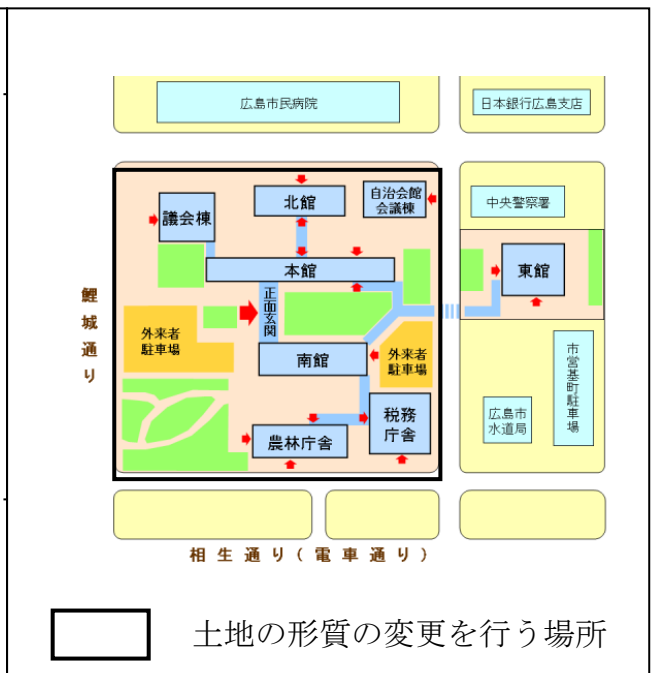 広島市民病院
日本銀行広島支店
議会棟
北館
自治会館
会議棟
中央警察署
本館
東館
正面玄関
鯉城通り
外来者
駐車場
南館
外来者
駐車場
市営基町駐車場
税務
庁舎
広島市
水道局
農林庁舎
相生通り(電車通り)
土地の形質の変更を行う場所